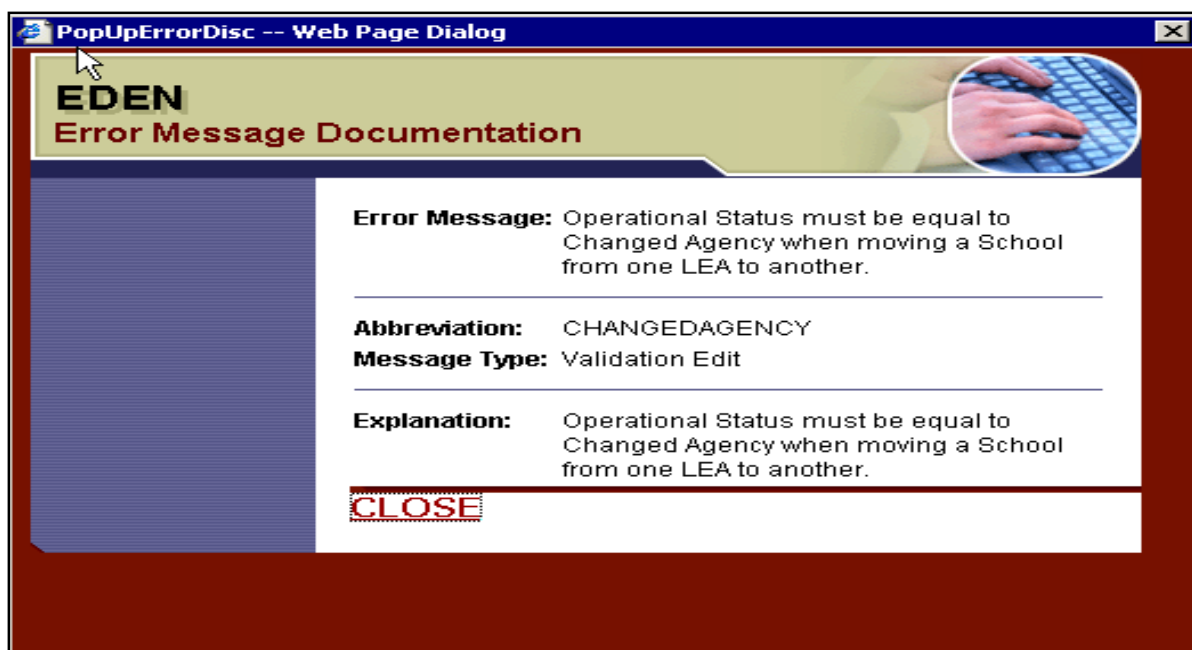 PopUpErrorDisc -- Web Page Dialog
EDEN
Error Message Documentation
Error Message: Operational Status must be equal to
Changed Agency when moving a School
from one LEA to another.
Abbreviation: CHANGEDAGENCY
Message Type: Validation Edit
Explanation: Operational Status must be equal to
Changed Agency when moving a School
from one LEA to another.
CLOSE